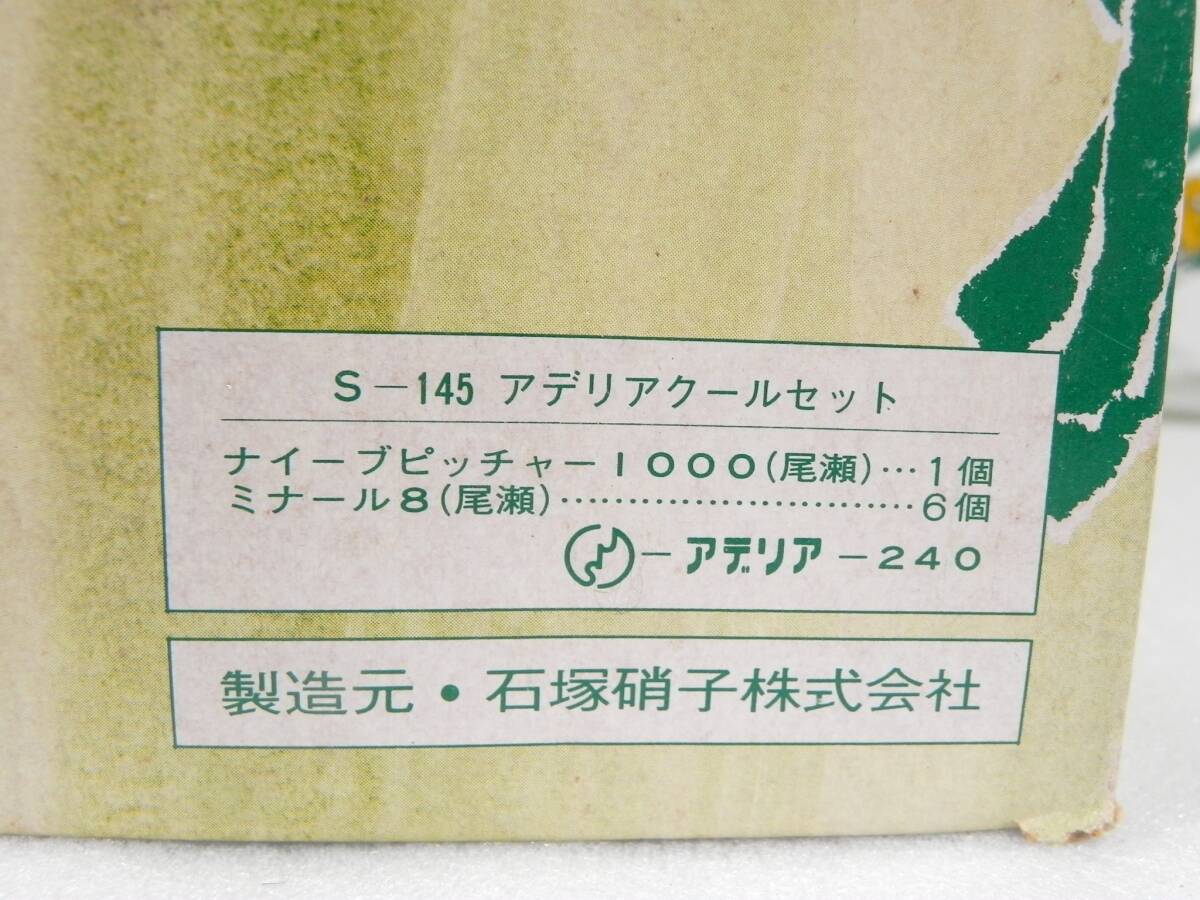 S－145 アデリアクールセット
ナイーブピッチャー1000(尾瀬)…1個
ミナール8(尾瀬)…………………………6個
－アデリア－240
製造元・石塚硝子株式会社